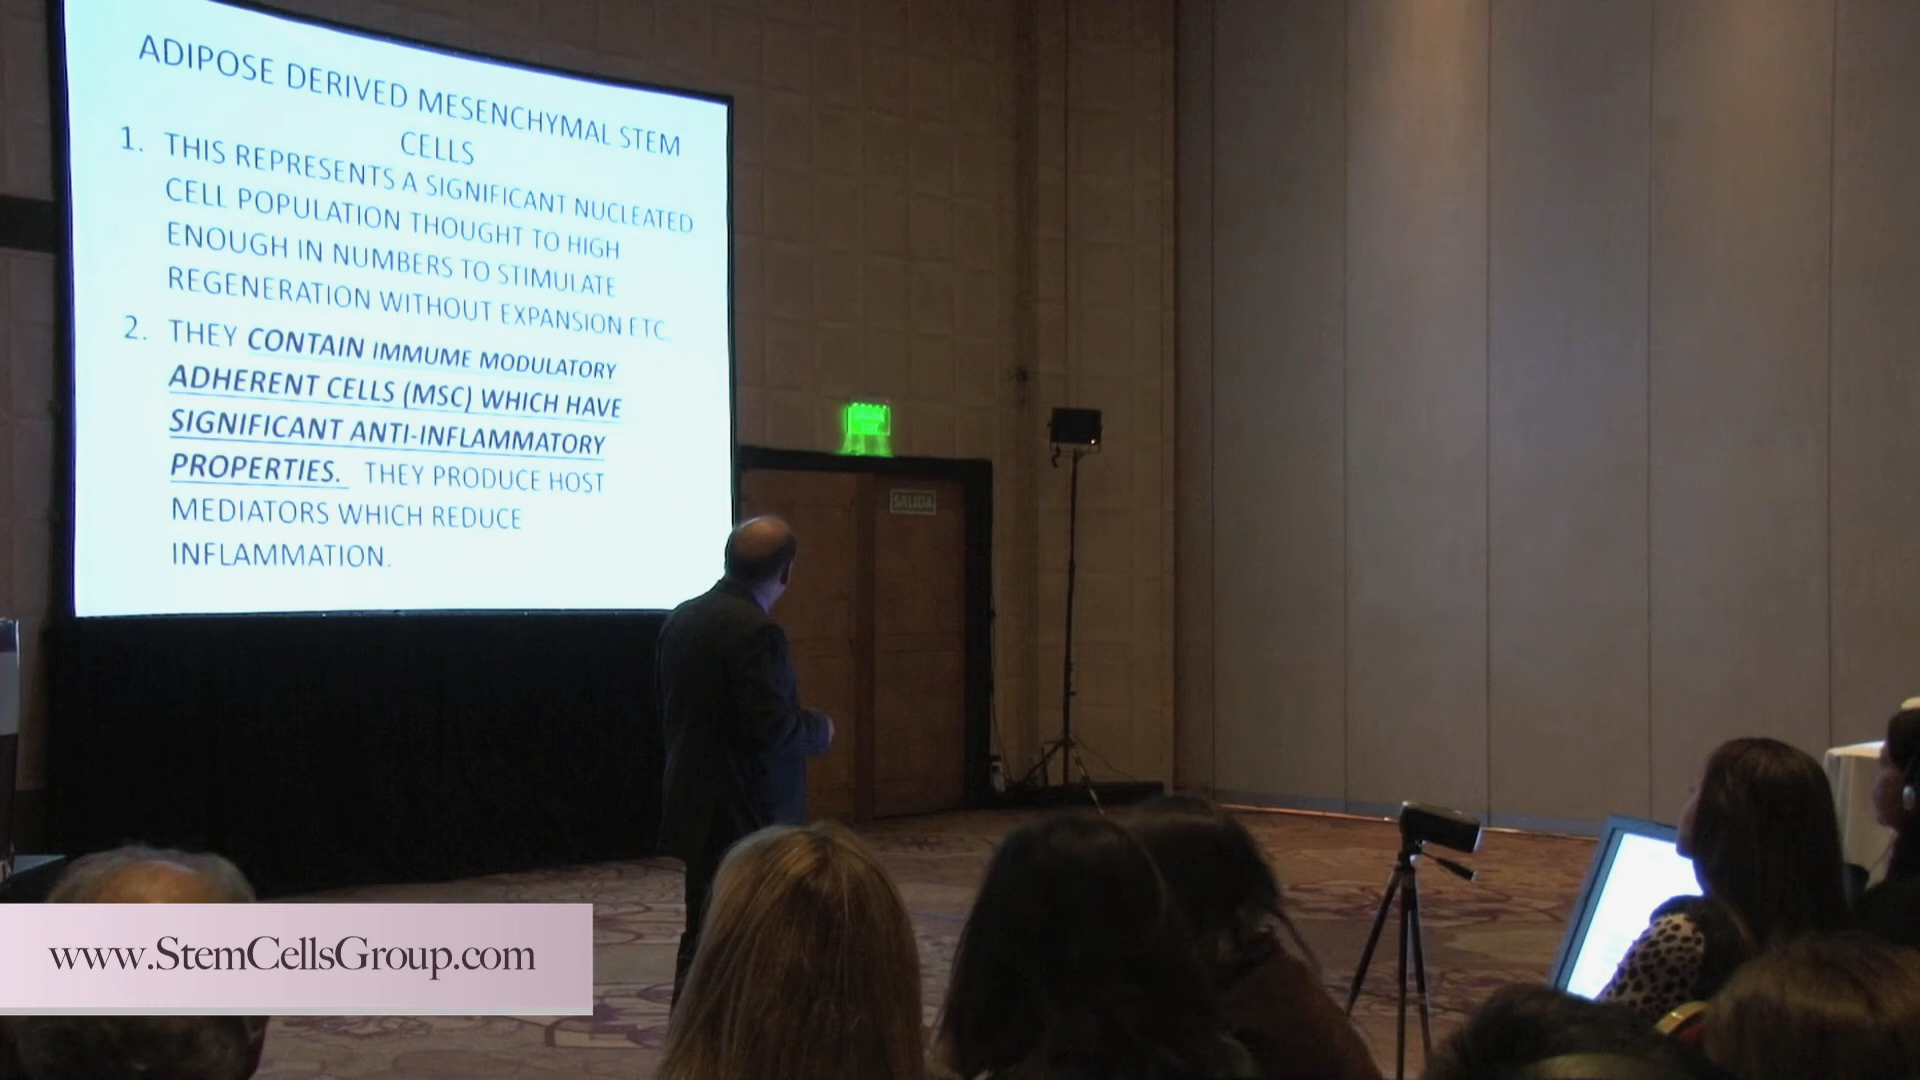 ADIPOSE DERIVED MESENCHYMAL STEM
CELLS
1. THIS REPRESENTS A SIGNIFICANT NUCLEATED
CELL POPULATION THOUGHT TO HIGH
ENOUGH IN NUMBERS TO STIMULATE
REGENERATION WITHOUT EXPANSION ETC.
2. THEY CONTAIN IMMUME MODULATORY
ADHERENT CELLS (MSC) WHICH HAVE
SIGNIFICANT ANTI-INFLAMMATORY
PROPERTIES. THEY PRODUCE HOST
MEDIATORS WHICH REDUCE
INFLAMMATION.
SALIDA
www.StemCellsGroup.com